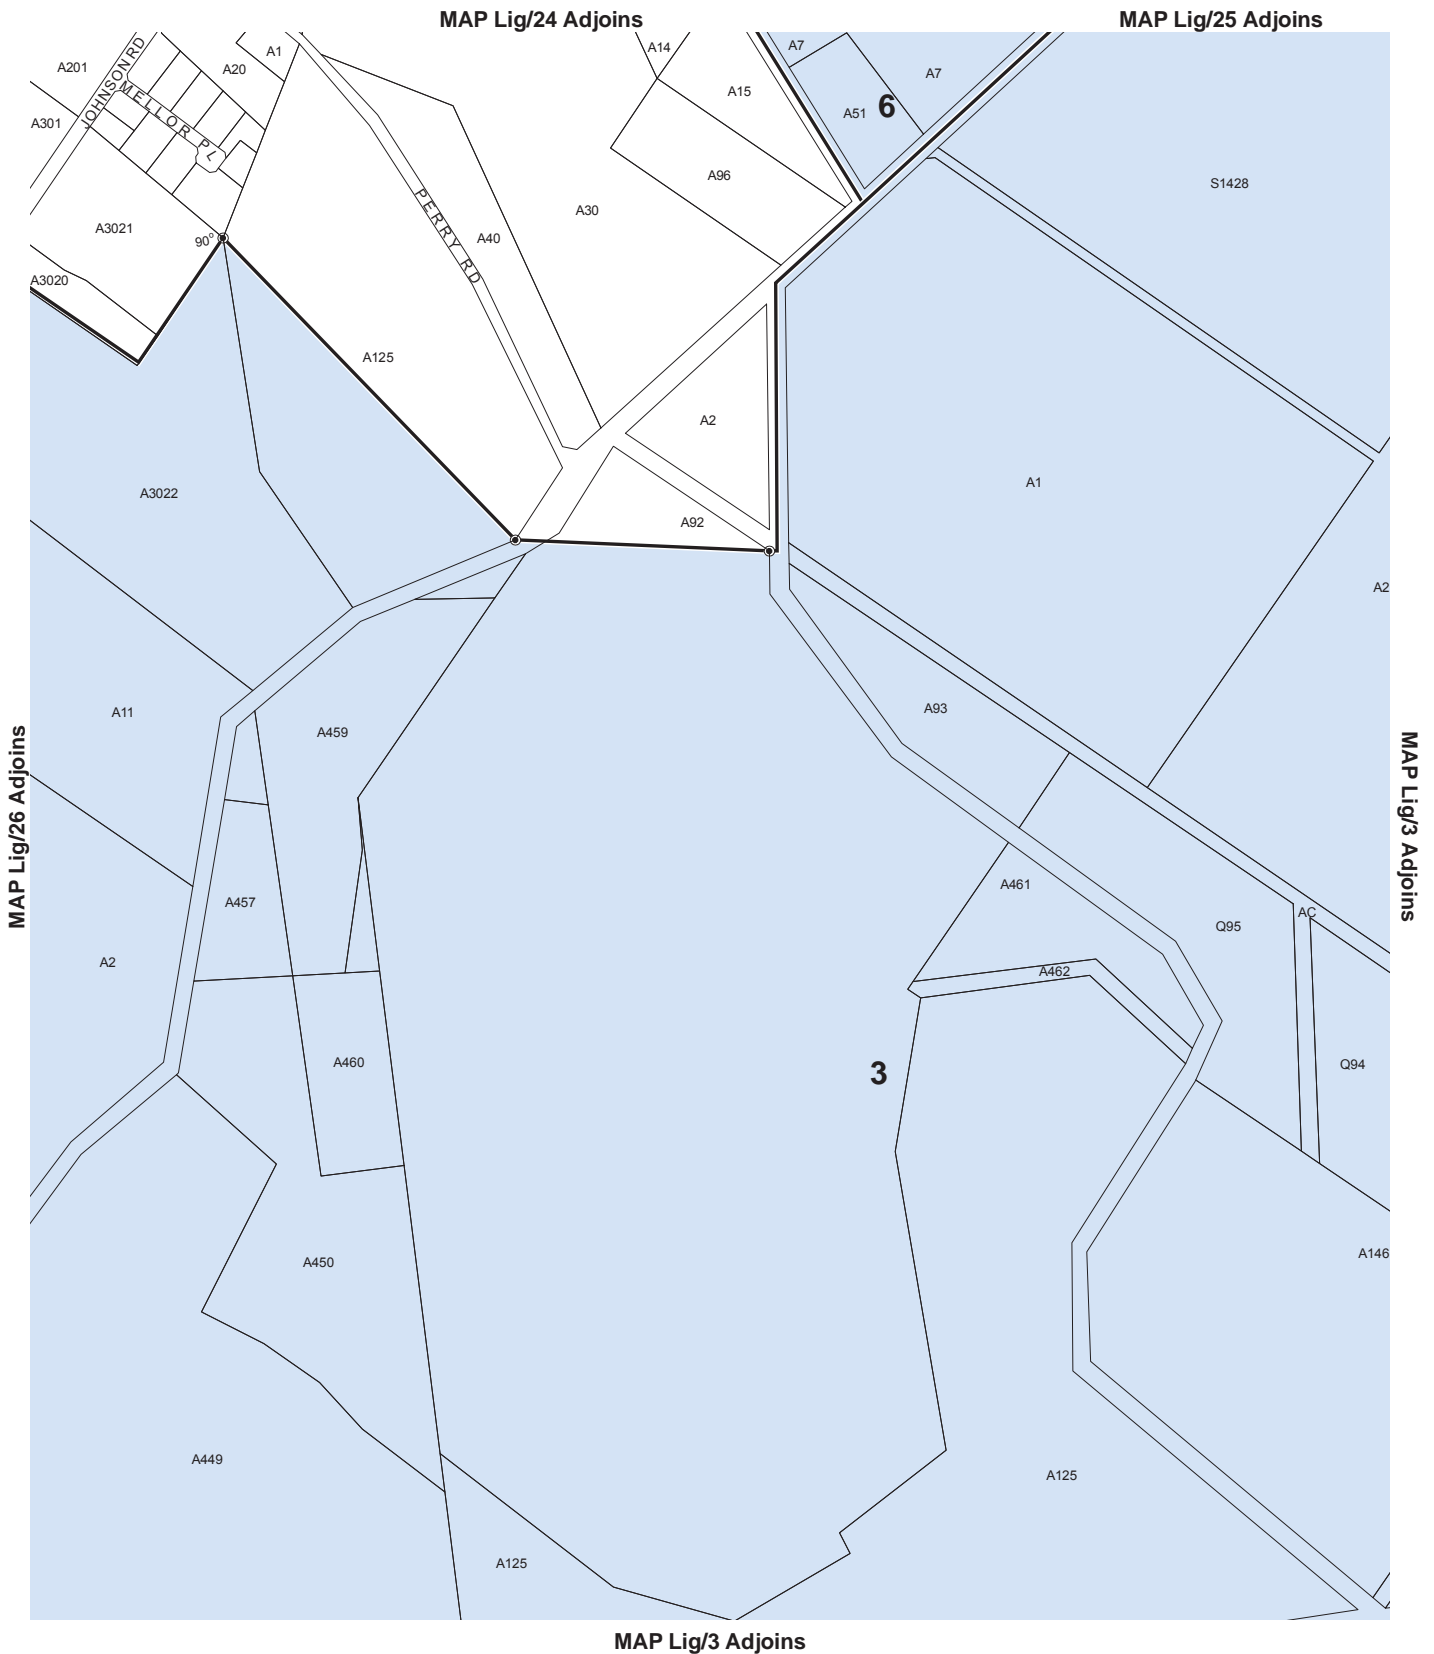 MAP Lig/24 Adjoins
MAP Lig/25 Adjoins
A1
A14
A7
A201
A20
A7
JOHNSON RD
A15
MELLOR PL
A51
6
A301
A96
S1428
A30
PERRY RD
A3021
90°
A40
A3020
A125
A2
A1
A3022
A92
A2
A93
A11
A459
MAP Lig/26 Adjoins
MAP Lig/3 Adjoins
A461
A457
AC
Q95
A2
A462
A460
3
Q94
A146
A450
A449
A125
A125
MAP Lig/3 Adjoins